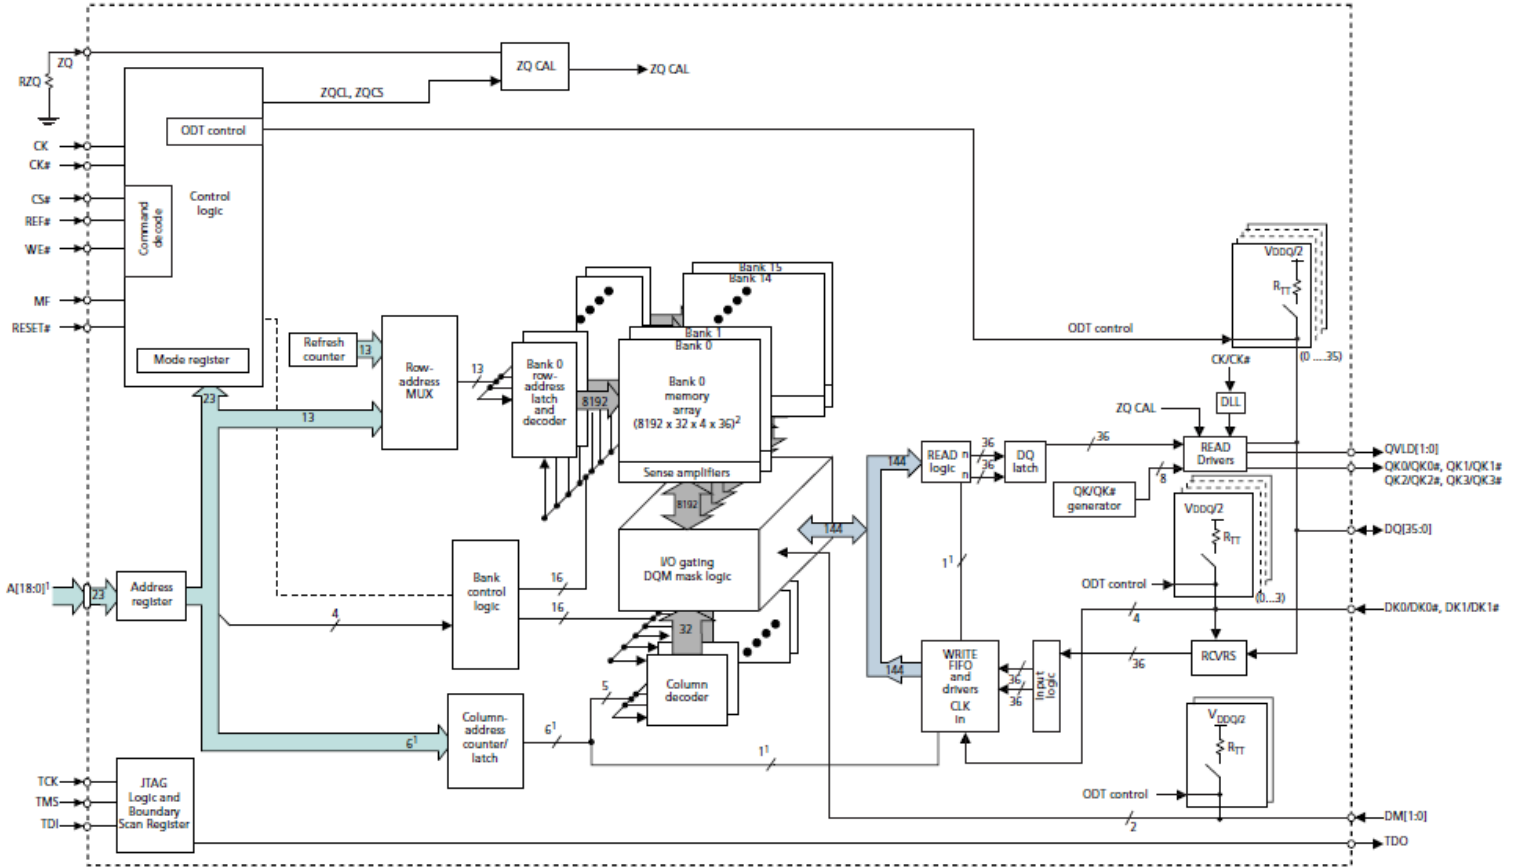 ZQ
RZQ
ZQ CAL
ZQ CAL
ZQCL, ZQCS
ODT control
CK
CK#
CS#
REF#
WE#
MF
RESET#
Command
decode
Control
logic
Mode register
23
Refresh
counter
13
13
Row-
address
MUX
13
Bank 0
row-
address
latch
and
decoder
8192
Bank 15
Bank 14
Bank 1
Bank 0
Bank 0
memory
array
(8192 x 32 x 4 x 36)²
Sense amplifiers
8192
I/O gating
DQM mask logic
32
Column
decoder
5
A[18:0]¹
23
Address
register
4
Bank
control
logic
16
16
6¹
Column-
address
counter/
latch
6¹
1¹
TCK
TMS
TDI
JTAG
Logic and
Boundary
Scan Register
144
144
144
READ
logic
n
n
36
36
DQ
latch
36
1¹
WRITE
FIFO
and
drivers
CLK
in
36
36
Input
logic
36
QK/QK#
generator
8
ZQ CAL
CK/CK#
DLL
READ
Drivers
ODT control
VDDQ/2
RTT
(0 ....35)
VDDQ/2
RTT
ODT control
(0...3)
4
RCVRS
VDDQ/2
RTT
ODT control
2
QVLD[1:0]
QK0/QK0#, QK1/QK1#
QK2/QK2#, QK3/QK3#
DQ[35:0]
DK0/DK0#, DK1/DK1#
DM[1:0]
TDO